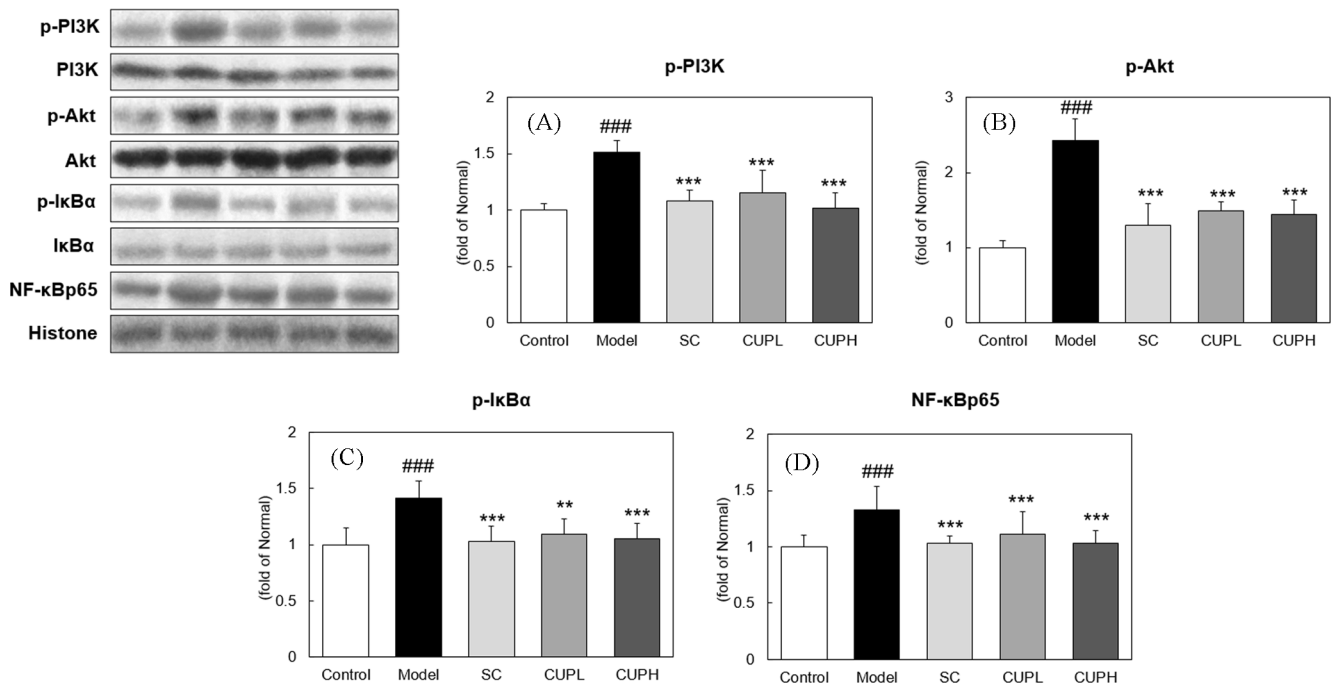 p-PI3K
PI3K
p-Akt
Akt
p-IκBα
IκBα
NF-κBp65
Histone
p-PI3K
(A)
(fold of Normal)
2
1.5
1
0.5
0
###
***
***
***
Control Model SC CUPL CUPH
p-Akt
(B)
(fold of Normal)
3
2
1
0
###
***
***
***
Control Model SC CUPL CUPH
p-IκBα
(C)
(fold of Normal)
2
1.5
1
0.5
0
###
***
**
***
Control Model SC CUPL CUPH
NF-κBp65
(D)
(fold of Normal)
2
1.5
1
0.5
0
###
***
***
***
Control Model SC CUPL CUPH